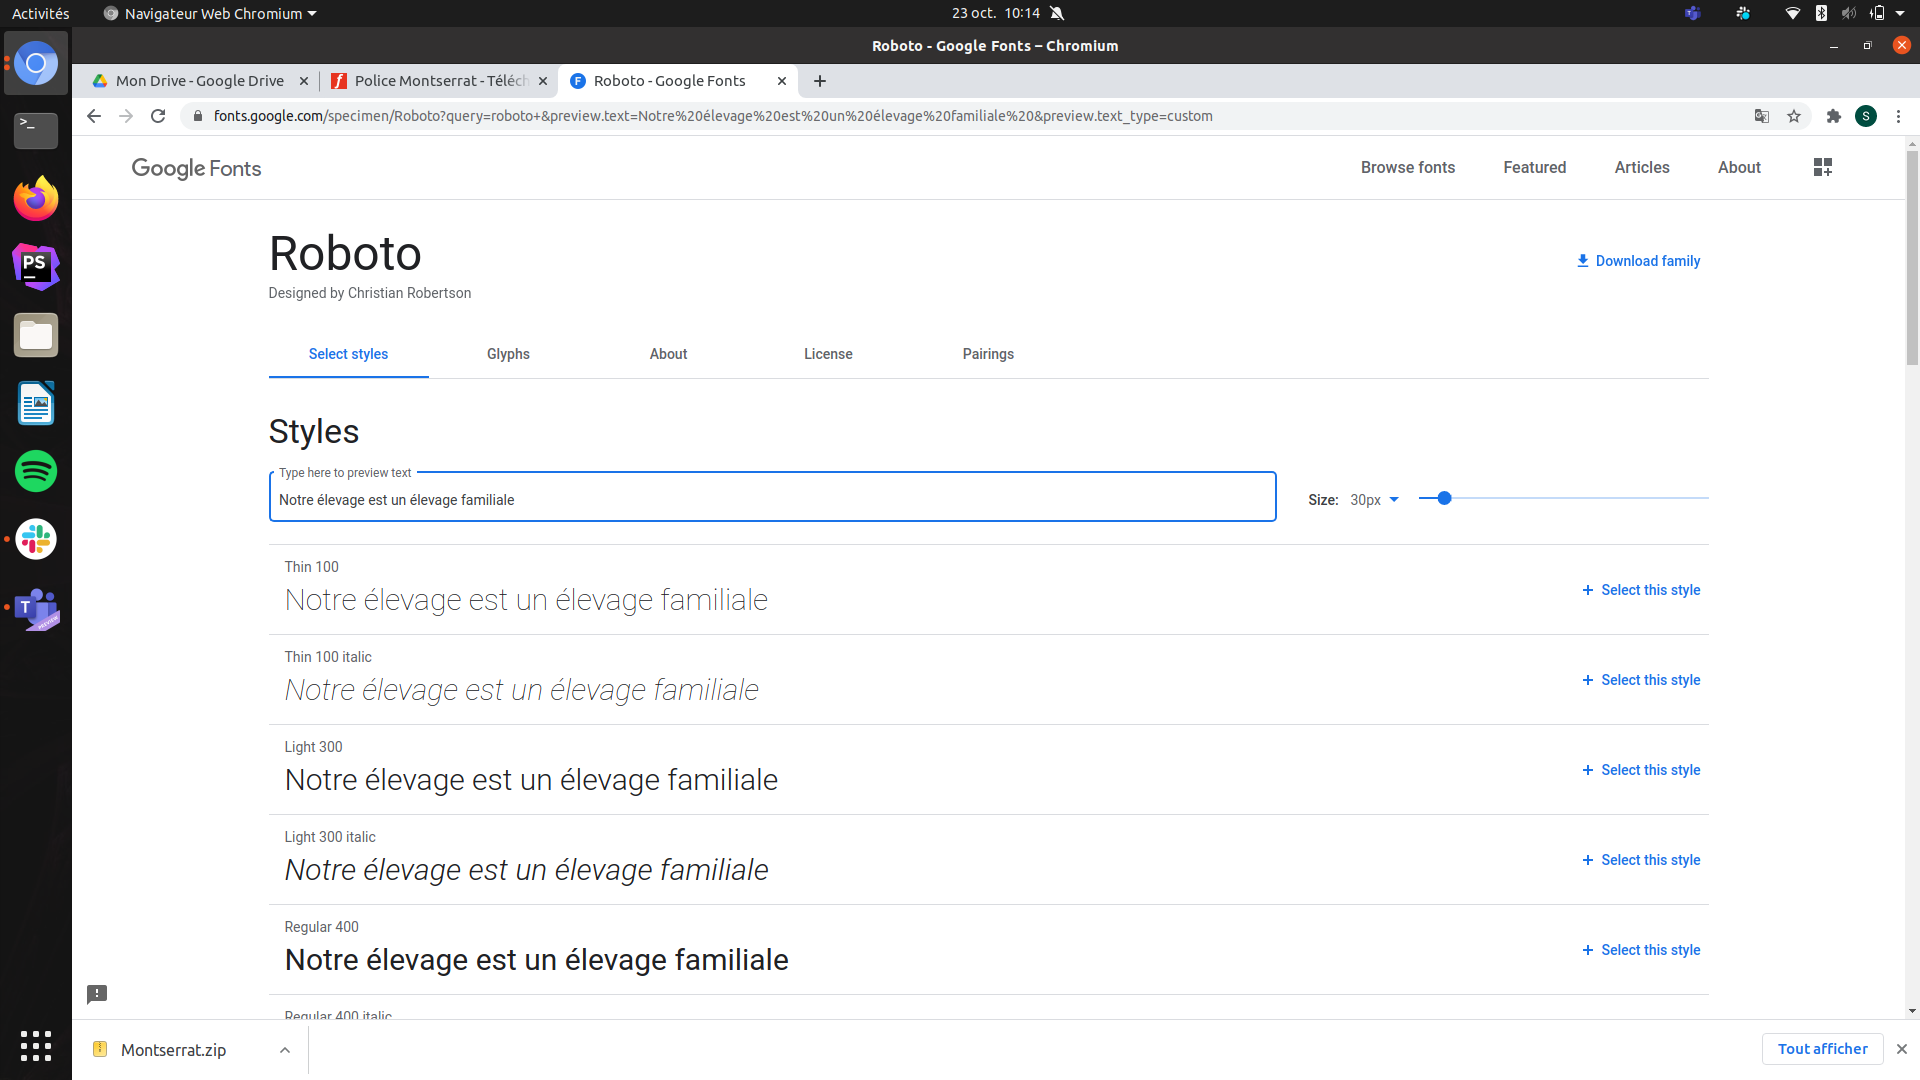 Activités
Navigateur Web Chromium
23 oct. 10:14
Roboto - Google Fonts – Chromium
Mon Drive - Google Drive
Police Montserrat - Téléch
Roboto - Google Fonts
fonts.google.com/specimen/Roboto?query=roboto+&preview.text=Notre%20élevage%20est%20un%20élevage%20familiale%20&preview.text_type=custom
S
Google Fonts
Browse fonts
Featured
Articles
About
Roboto
Download family
Designed by Christian Robertson
Select styles
Glyphs
About
License
Pairings
Styles
Type here to preview text
Notre élevage est un élevage familiale
Size: 30px
Thin 100
Notre élevage est un élevage familiale
Select this style
Thin 100 italic
Notre élevage est un élevage familiale
Select this style
Light 300
Notre élevage est un élevage familiale
Select this style
Light 300 italic
Notre élevage est un élevage familiale
Select this style
Regular 400
Notre élevage est un élevage familiale
Select this style
Regular 400 italic
Montserrat.zip
Tout afficher
PS
T
PREVIEW